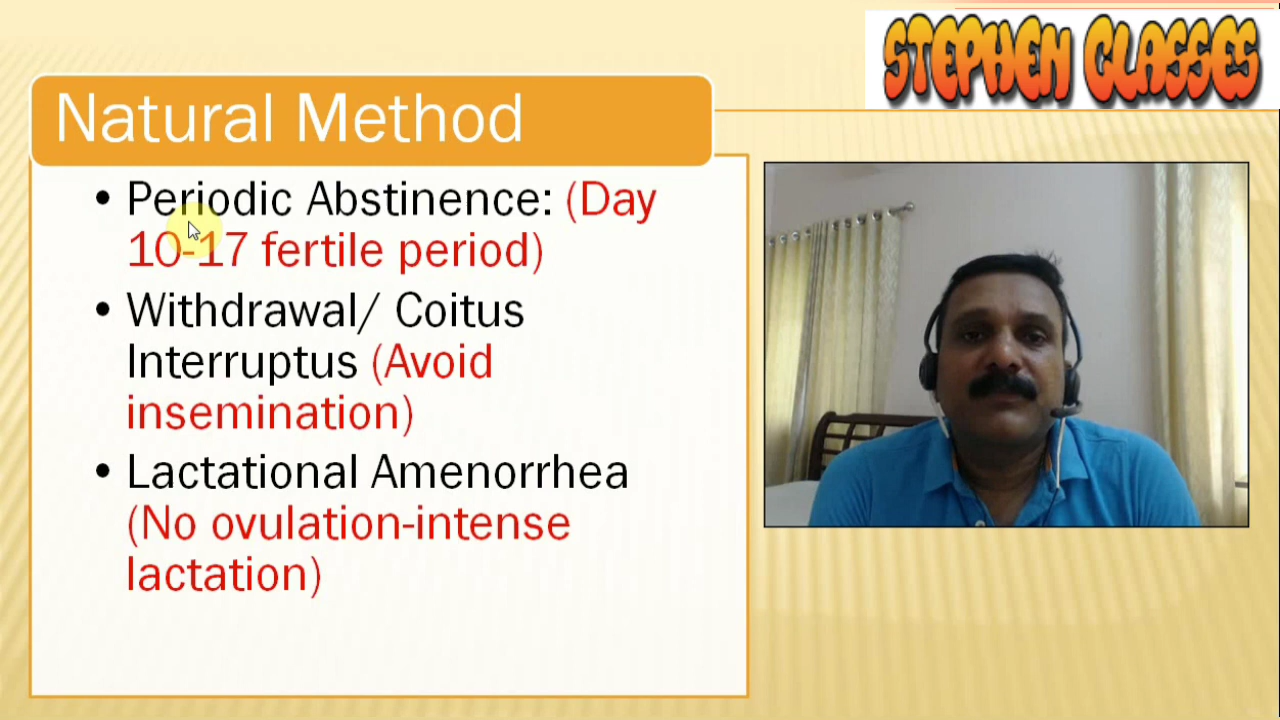 STEPHEN CLASSES
Natural Method
• Periodic Abstinence: (Day
10-17 fertile period)
• Withdrawal/ Coitus
Interruptus (Avoid
insemination)
• Lactational Amenorrhea
(No ovulation-intense
lactation)